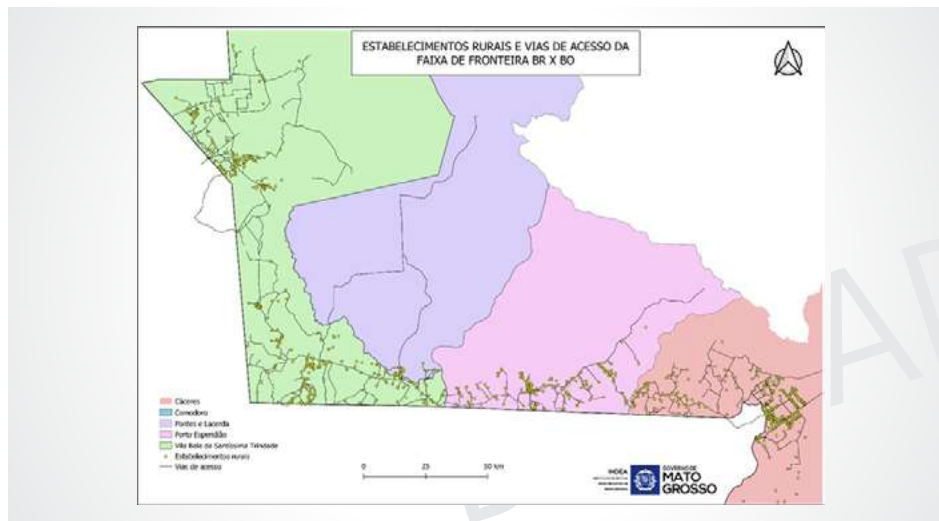 ESTABELECIMENTOS RURAIS E VIAS DE ACESSO DA
FAIXA DE FRONTEIRA BR X BO
Cáceres
Comodoro
Pontes e Lacerda
Porto Esperidião
Vila Bela da Santíssima Trindade
Estabelecimentos rurais
Vias de acesso
0 25 50 km
INDEA
GOVERNO DE
MATO
GROSSO